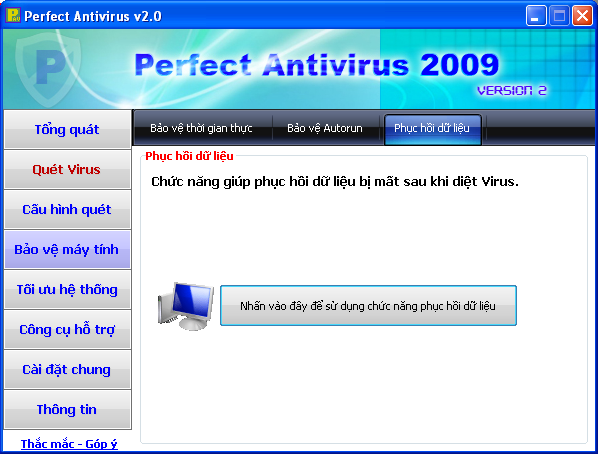 Perfect Antivirus v2.0
P
Perfect Antivirus 2009
VERSION 2
Tổng quát
Quét Virus
Cấu hình quét
Bảo vệ máy tính
Tối ưu hệ thống
Công cụ hỗ trợ
Cài đặt chung
Thông tin
Thắc mắc - Góp ý
Bảo vệ thời gian thực
Bảo vệ Autorun
Phục hồi dữ liệu
Phục hồi dữ liệu
Chức năng giúp phục hồi dữ liệu bị mất sau khi diệt Virus.
Nhấn vào đây để sử dụng chức năng phục hồi dữ liệu